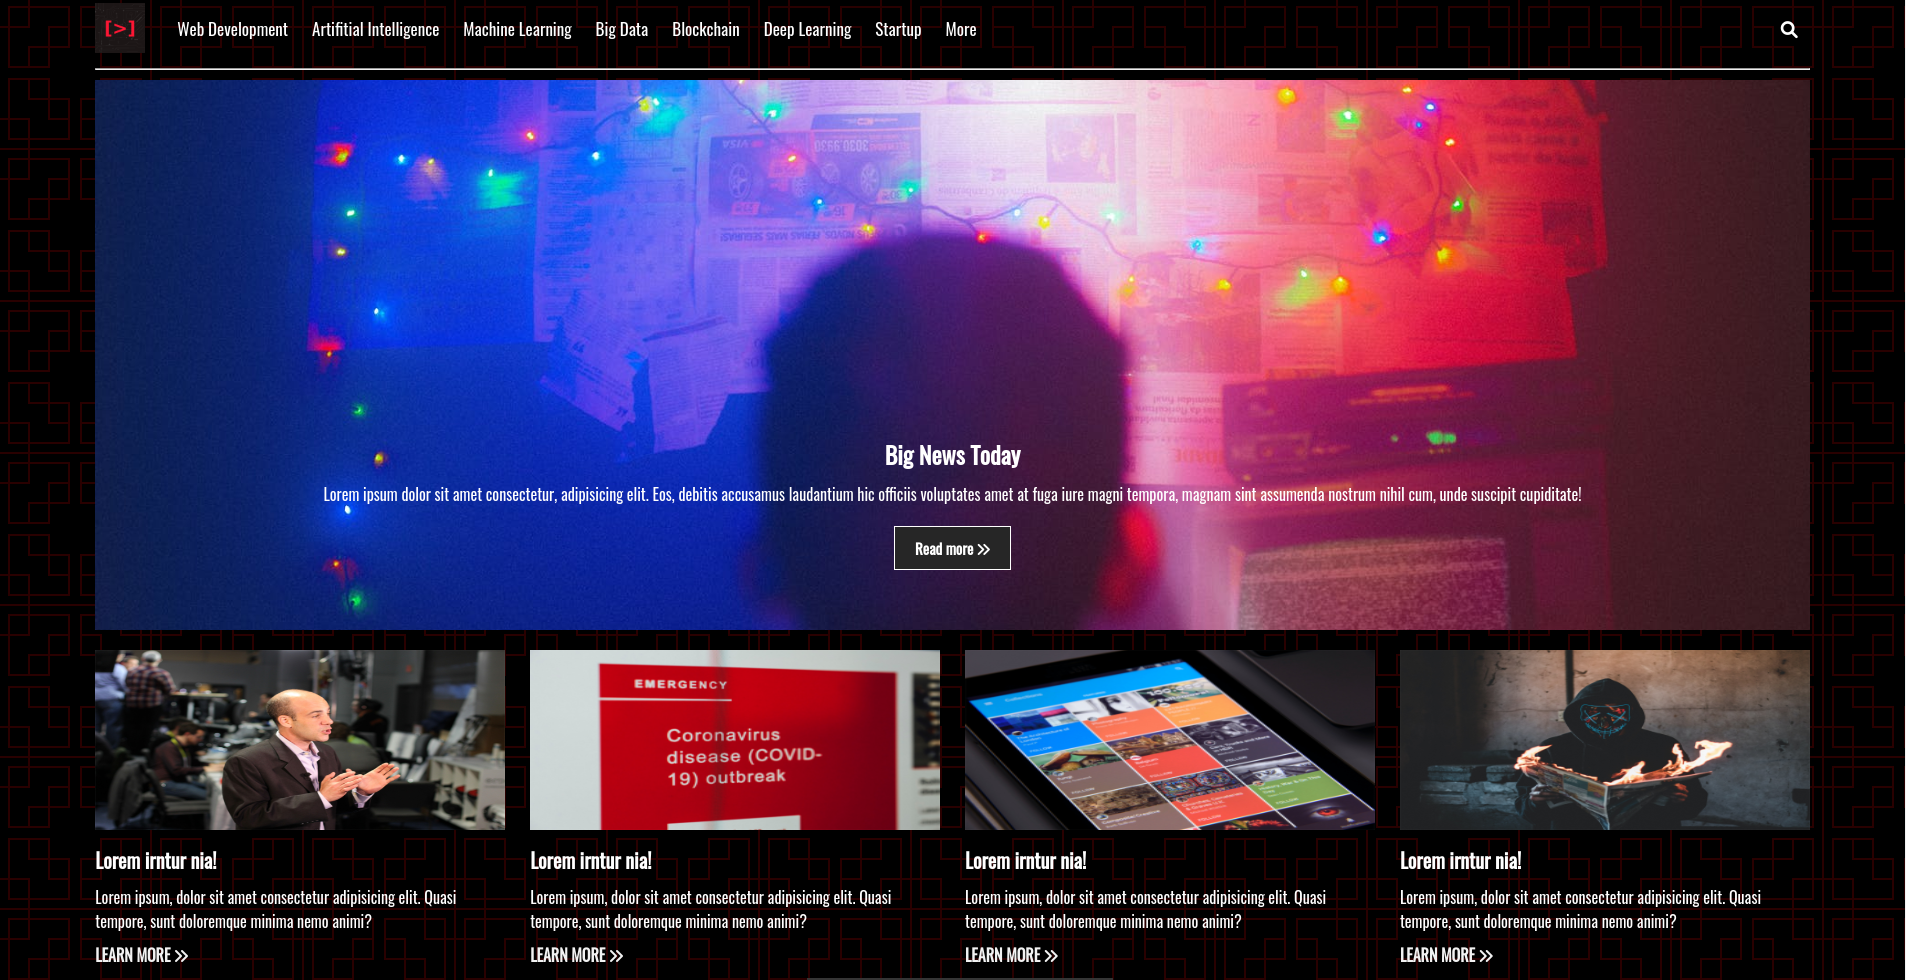 [>] Web Development Artifitial Intelligence Machine Learning Big Data Blockchain Deep Learning Startup More
Big News Today
Lorem ipsum dolor sit amet consectetur, adipisicing elit. Eos, debitis accusamus laudantium hic officiis voluptates amet at fuga iure magni tempora, magnam sint assumenda nostrum nihil cum, unde suscipit cupiditate!
Read more
EMERGENCY
Coronavirus
disease (COVID-
19) outbreak
Lorem irntur nia! Lorem irntur nia! Lorem irntur nia! Lorem irntur nia!
Lorem ipsum, dolor sit amet consectetur adipisicing elit. Quasi
tempore, sunt doloremque minima nemo animi?
LEARN MORE
Lorem ipsum, dolor sit amet consectetur adipisicing elit. Quasi
tempore, sunt doloremque minima nemo animi?
LEARN MORE
Lorem ipsum, dolor sit amet consectetur adipisicing elit. Quasi
tempore, sunt doloremque minima nemo animi?
LEARN MORE
Lorem ipsum, dolor sit amet consectetur adipisicing elit. Quasi
tempore, sunt doloremque minima nemo animi?
LEARN MORE